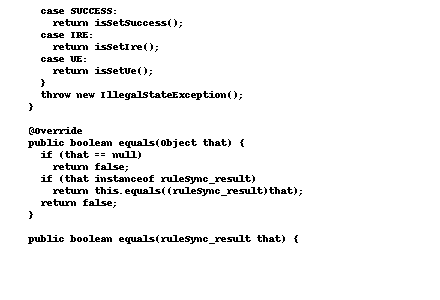 case SUCCESS:
return isSetSuccess();
case IRE:
return isSetIre();
case UE:
return isSetUe();
}
throw new IllegalStateException();
}
@Override
public boolean equals(Object that) {
if (that == null)
return false;
if (that instanceof ruleSync_result)
return this.equals((ruleSync_result)that);
return false;
}
public boolean equals(ruleSync_result that) {